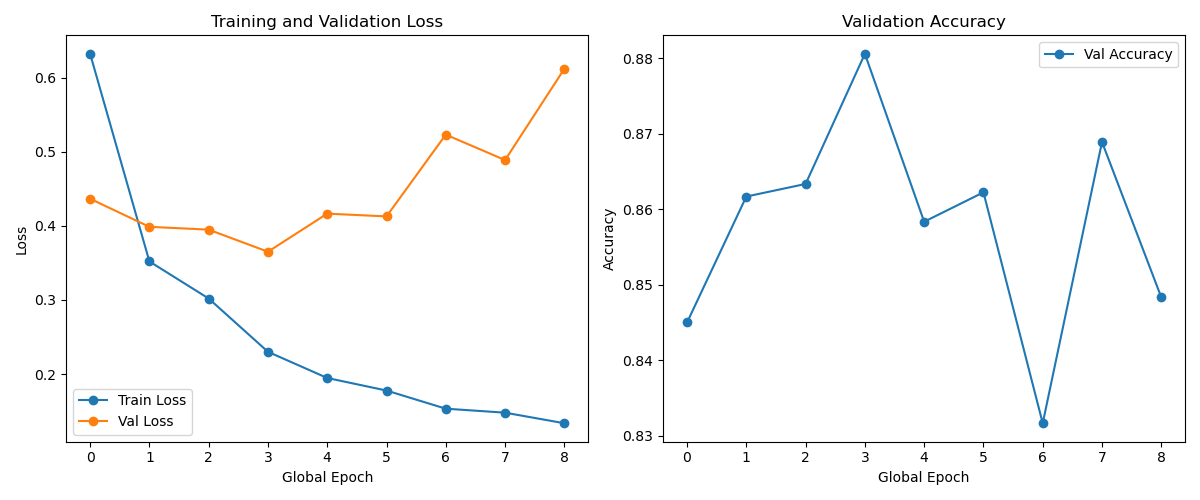 Training and Validation Loss
Loss
0.6
0.5
0.4
0.3
0.2
Train Loss
Val Loss
0 1 2 3 4 5 6 7 8
Global Epoch
Validation Accuracy
Accuracy
0.88
0.87
0.86
0.85
0.84
0.83
Val Accuracy
0 1 2 3 4 5 6 7 8
Global Epoch